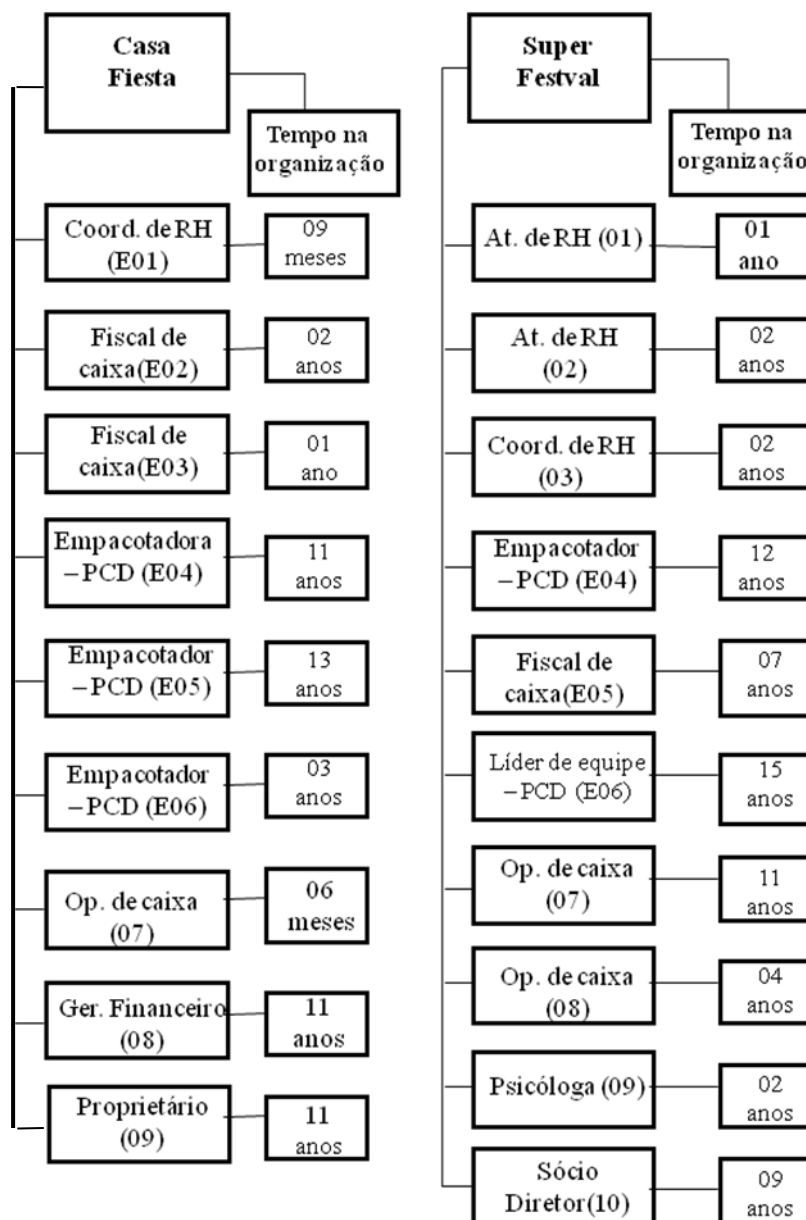 Casa
Fiesta
Tempo na
organização
Coord. de RH
(E01)
09
meses
Fiscal de
caixa(E02)
02
anos
Fiscal de
caixa(E03)
01
ano
Empacotadora
–PCD (E04)
11
anos
Empacotador
–PCD (E05)
13
anos
Empacotador
–PCD (E06)
03
anos
Op. de caixa
(07)
06
meses
Ger. Financeiro
(08)
11
anos
Proprietário
(09)
11
anos
Super
Festval
Tempo na
organização
At. de RH (01)
01
ano
At. de RH
(02)
02
anos
Coord. de RH
(03)
02
anos
Empacotador
–PCD (E04)
12
anos
Fiscal de
caixa(E05)
07
anos
Líder de equipe
–PCD (E06)
15
anos
Op. de caixa
(07)
11
anos
Op. de caixa
(08)
04
anos
Psicóloga (09)
02
anos
Sócio
Diretor(10)
09
anos